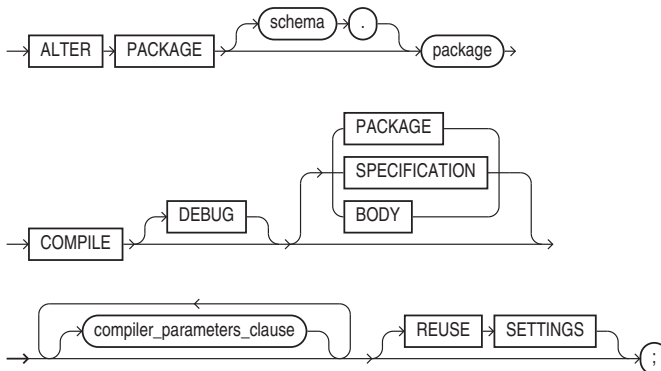 schema .
ALTER PACKAGE package
PACKAGE
SPECIFICATION
DEBUG BODY
COMPILE
compiler_parameters_clause REUSE SETTINGS
;